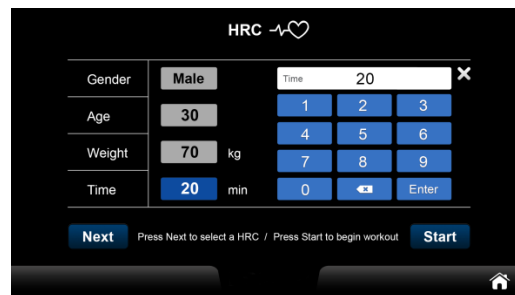 HRC
Gender Male
Time 20
Age 30
1 2 3
4 5 6
Weight 70 kg
7 8 9
Time 20 min
0 Enter
Next Press Next to select a HRC / Press Start to begin workout Start